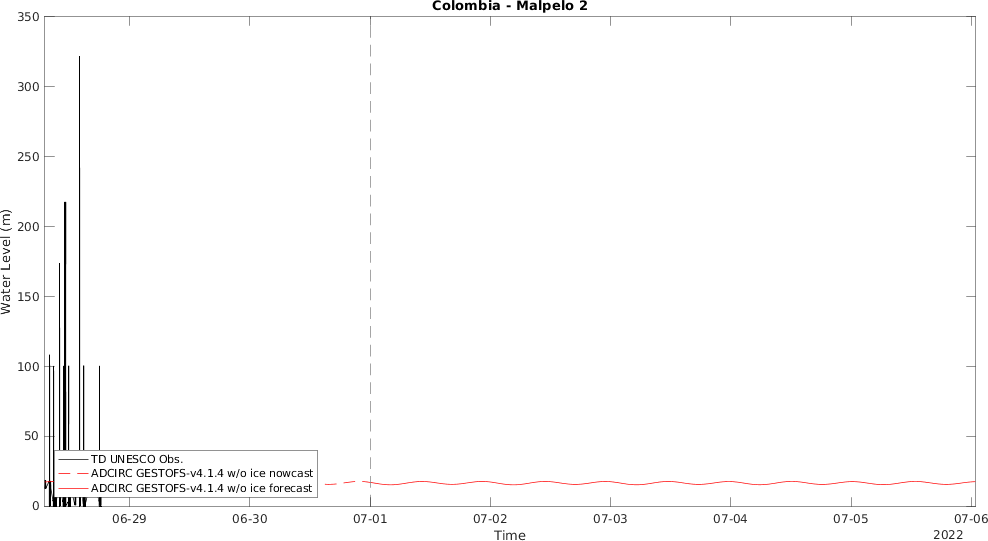 Colombia - Malpelo 2
350
300
250
200
150
100
50
0
Water Level (m)
TD UNESCO Obs.
ADCIRC GESTOFS-v4.1.4 w/o ice nowcast
ADCIRC GESTOFS-v4.1.4 w/o ice forecast
06-29 06-30 07-01 07-02 07-03 07-04 07-05 07-06
Time
2022